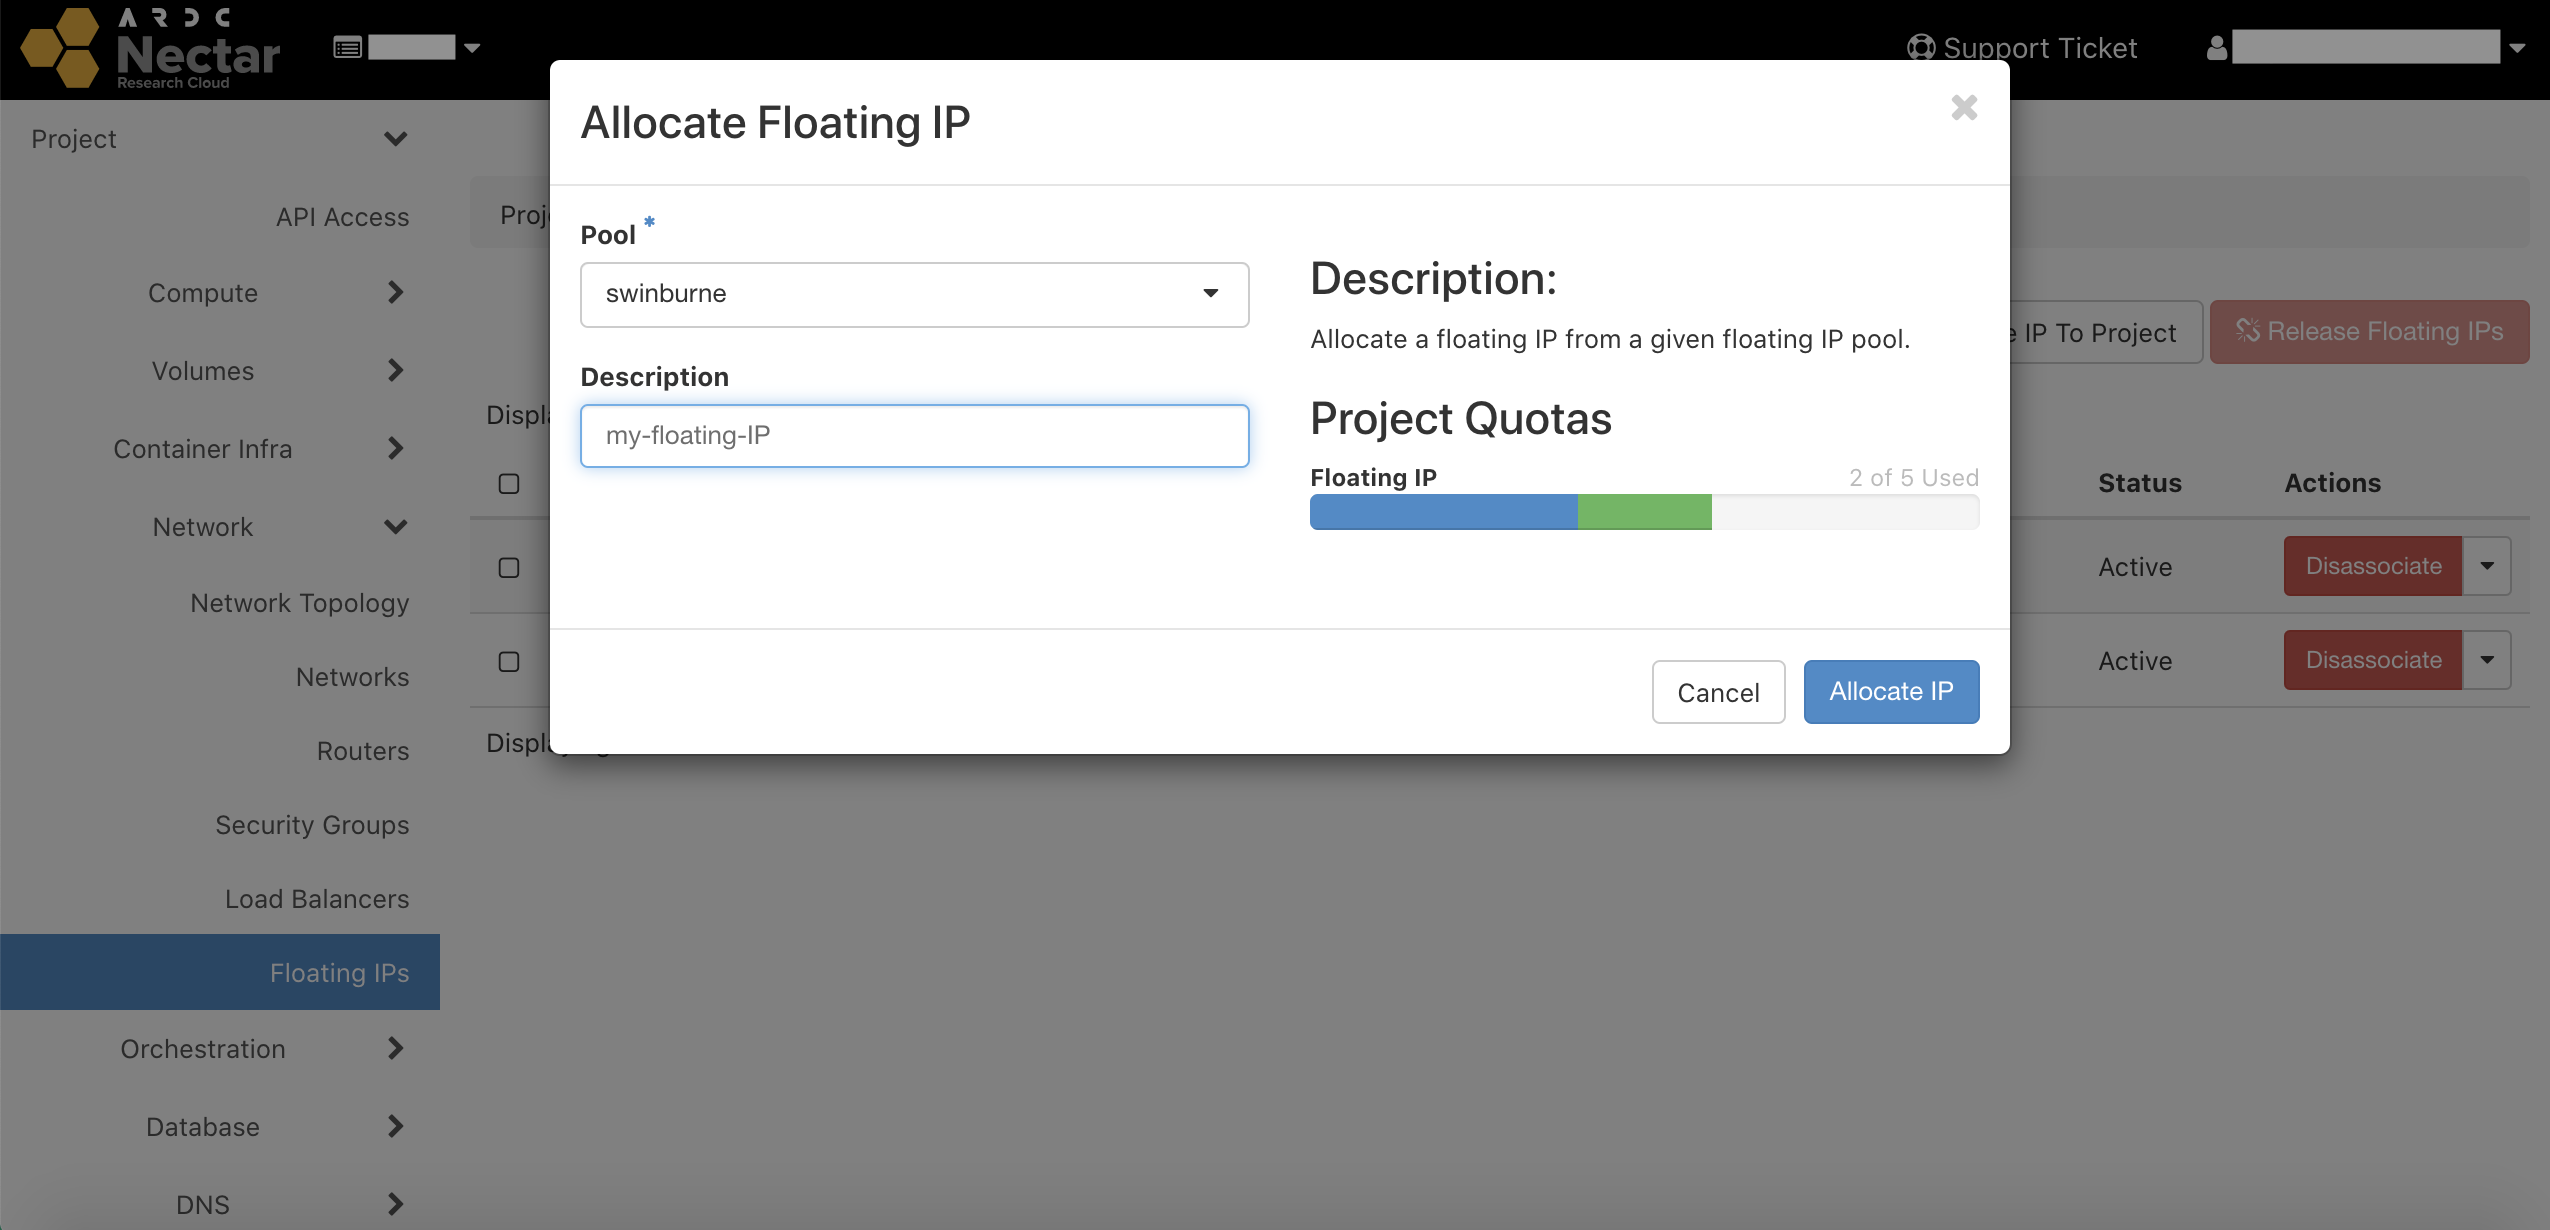 ARDC
Nectar
Research Cloud
Support Ticket
Project
API Access
Compute
Volumes
Container Infra
Network
Network Topology
Networks
Routers
Security Groups
Load Balancers
Floating IPs
Orchestration
Database
DNS
Allocate Floating IP
Pool *
swinburne
Description
my-floating-IP
Description:
Allocate a floating IP from a given floating IP pool.
Project Quotas
Floating IP 2 of 5 Used
Cancel Allocate IP
IP To Project Release Floating IPs
Status Actions
Active Disassociate
Active Disassociate